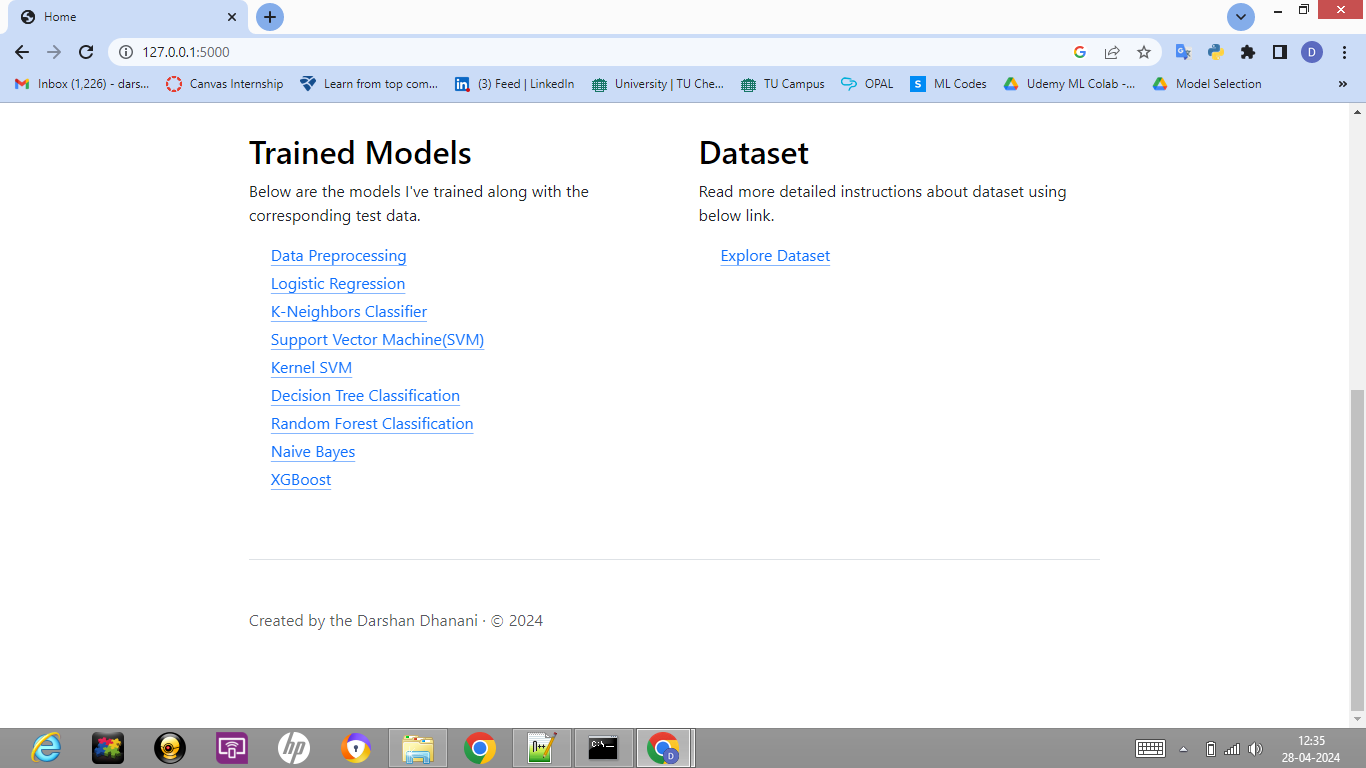 Home
127.0.0.1:5000
D
Inbox (1,226) - dars...
Canvas Internship
Learn from top com...
(3) Feed | LinkedIn
University | TU Che...
TU Campus
OPAL
S ML Codes
Udemy ML Colab -...
Model Selection
»
Trained Models
Below are the models I've trained along with the
corresponding test data.
Data Preprocessing
Logistic Regression
K-Neighbors Classifier
Support Vector Machine(SVM)
Kernel SVM
Decision Tree Classification
Random Forest Classification
Naive Bayes
XGBoost
Dataset
Read more detailed instructions about dataset using
below link.
Explore Dataset
Created by the Darshan Dhanani · © 2024
hp
D
12:35
28-04-2024